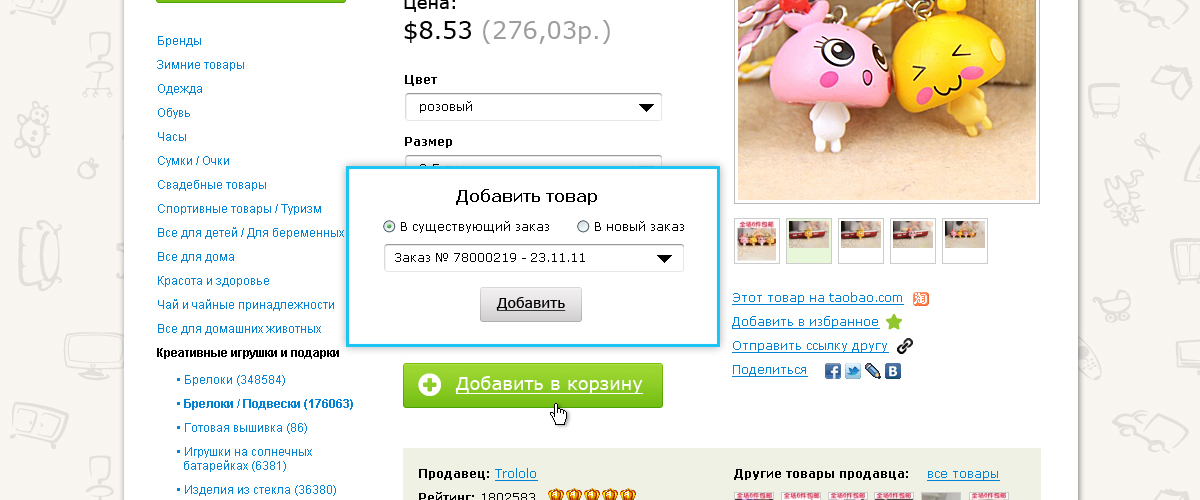 Цена:
$8.53 (276,03р.)
Бренды
Зимние товары
Одежда
Обувь
Часы
Сумки / Очки
Свадебные товары
Спортивные товары / Туризм
Все для детей / Для беременных
Все для дома
Красота и здоровье
Чай и чайные принадлежности
Все для домашних животных
Креативные игрушки и подарки
• Брелоки (348584)
• Брелоки / Подвески (176063)
• Готовая вышивка (86)
• Игрушки на солнечных
батарейках (6381)
• Изделия из стекла (36380)
Цвет
розовый
Размер
Добавить товар
В существующий заказ
В новый заказ
Заказ № 78000219 - 23.11.11
Добавить
Добавить в корзину
Этот товар на taobao.com 淘
Добавить в избранное
Отправить ссылку другу
Поделиться
Продавец: Trololo
Рейтинг: 1802583
Другие товары продавца: все товары